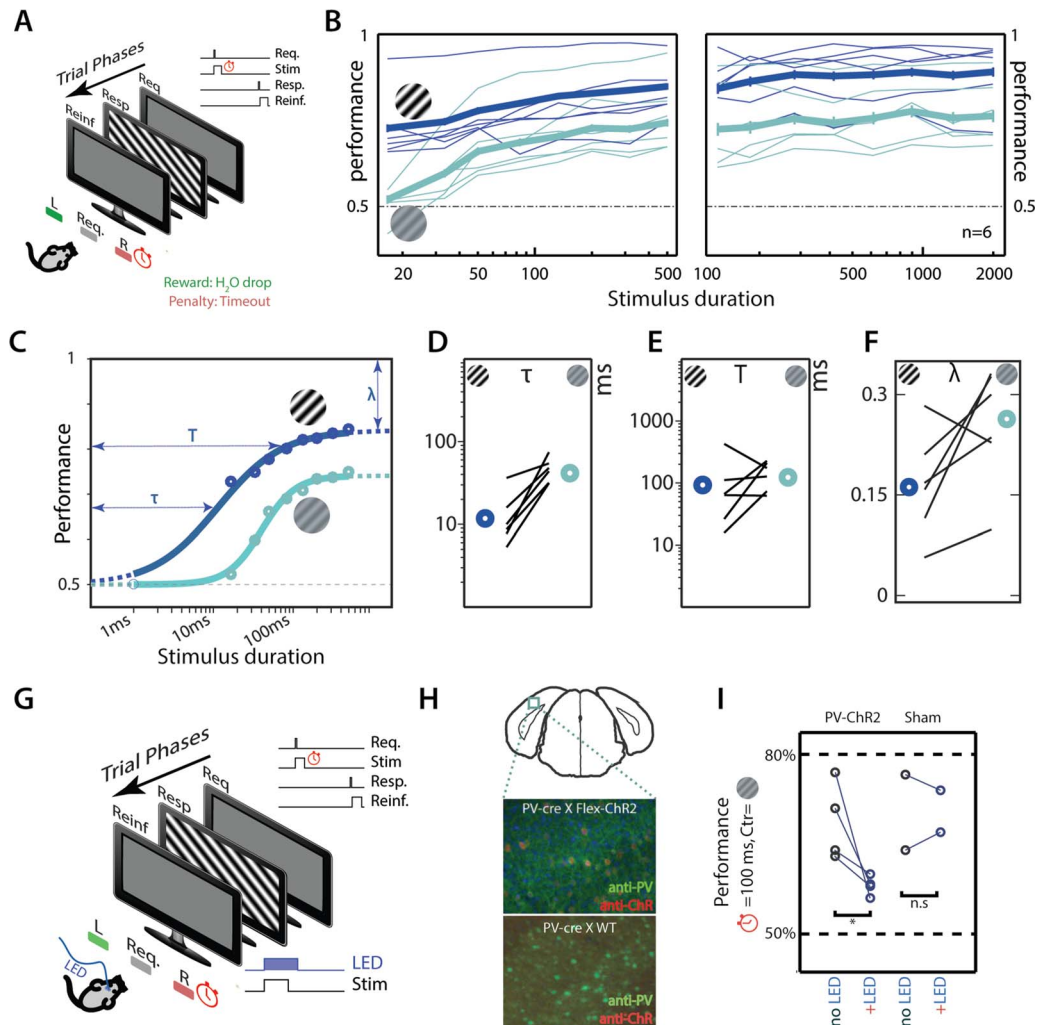 A
Trial Phases
Req
Resp
Reinf
Req.
Stim
Resp.
Reinf.
L
Req.
R
Reward: H₂O drop
Penalty: Timeout
B
1
performance
0.5
20
50
100
500
100
500
1000
2000
n=6
1
performance
0.5
Stimulus duration
C
1
Performance
0.5
λ
T
τ
1ms
10ms
100ms
Stimulus duration
D
τ
ms
100
10
E
T
ms
1000
100
10
F
λ
0.3
0.15
0
G
Trial Phases
Req
Resp
Reinf
Req.
Stim
Resp.
Reinf.
L
Req.
R
LED
LED
Stim
H
PV-cre X Flex-ChR2
anti-PV
anti-ChR
PV-cre X WT
anti-PV
anti-ChR
I
PV-ChR2 Sham
80%
Performance
=100 ms, Ctr=
50%
*
n.s
no LED
+LED
no LED
+LED